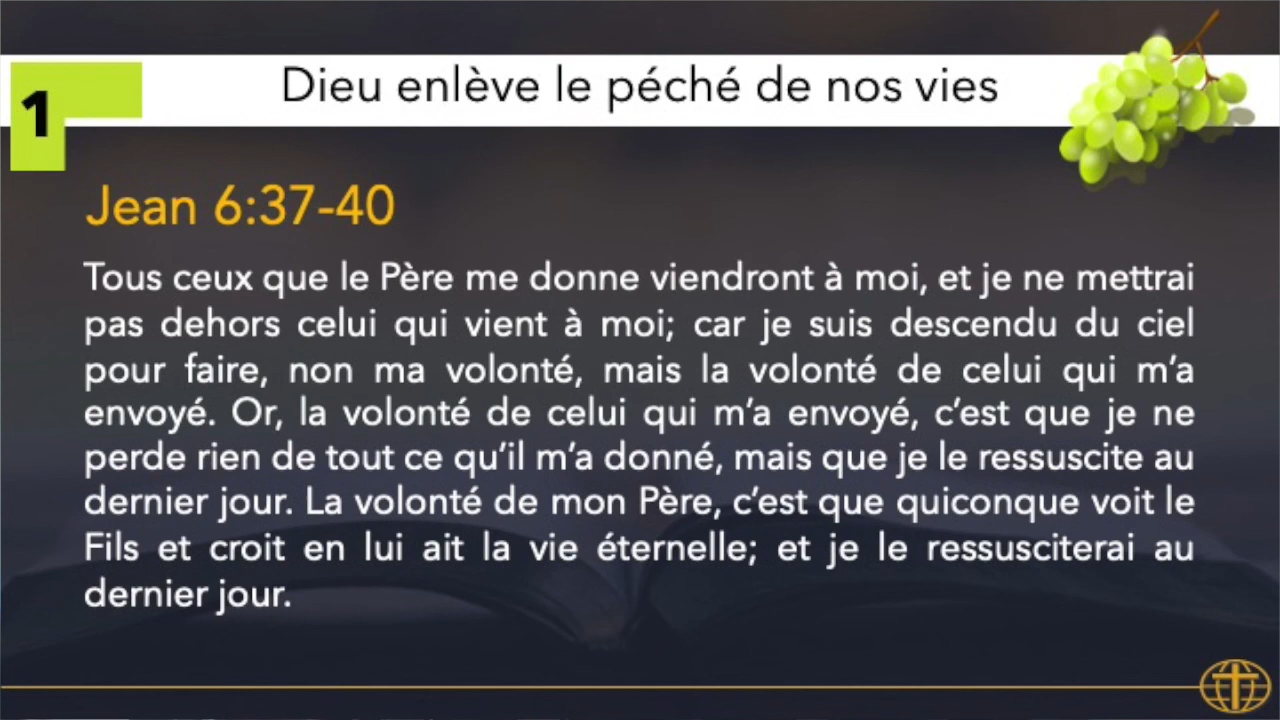 1
Dieu enlève le péché de nos vies
Jean 6:37-40
Tous ceux que le Père me donne viendront à moi, et je ne mettrai
pas dehors celui qui vient à moi; car je suis descendu du ciel
pour faire, non ma volonté, mais la volonté de celui qui m’a
envoyé. Or, la volonté de celui qui m’a envoyé, c’est que je ne
perde rien de tout ce qu’il m’a donné, mais que je le ressuscite au
dernier jour. La volonté de mon Père, c’est que quiconque voit le
Fils et croit en lui ait la vie éternelle; et je le ressusciterai au
dernier jour.